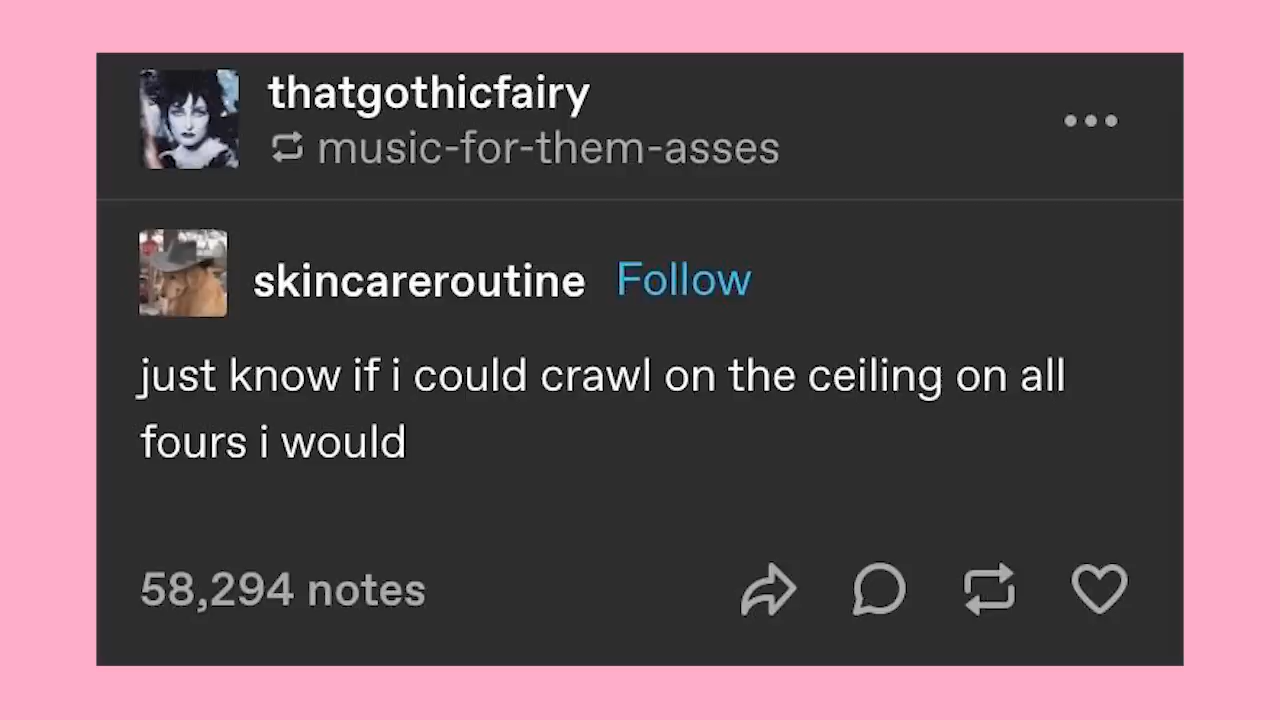 thatgothicfairy
music-for-them-asses
skincareroutine Follow
just know if i could crawl on the ceiling on all
fours i would
58,294 notes